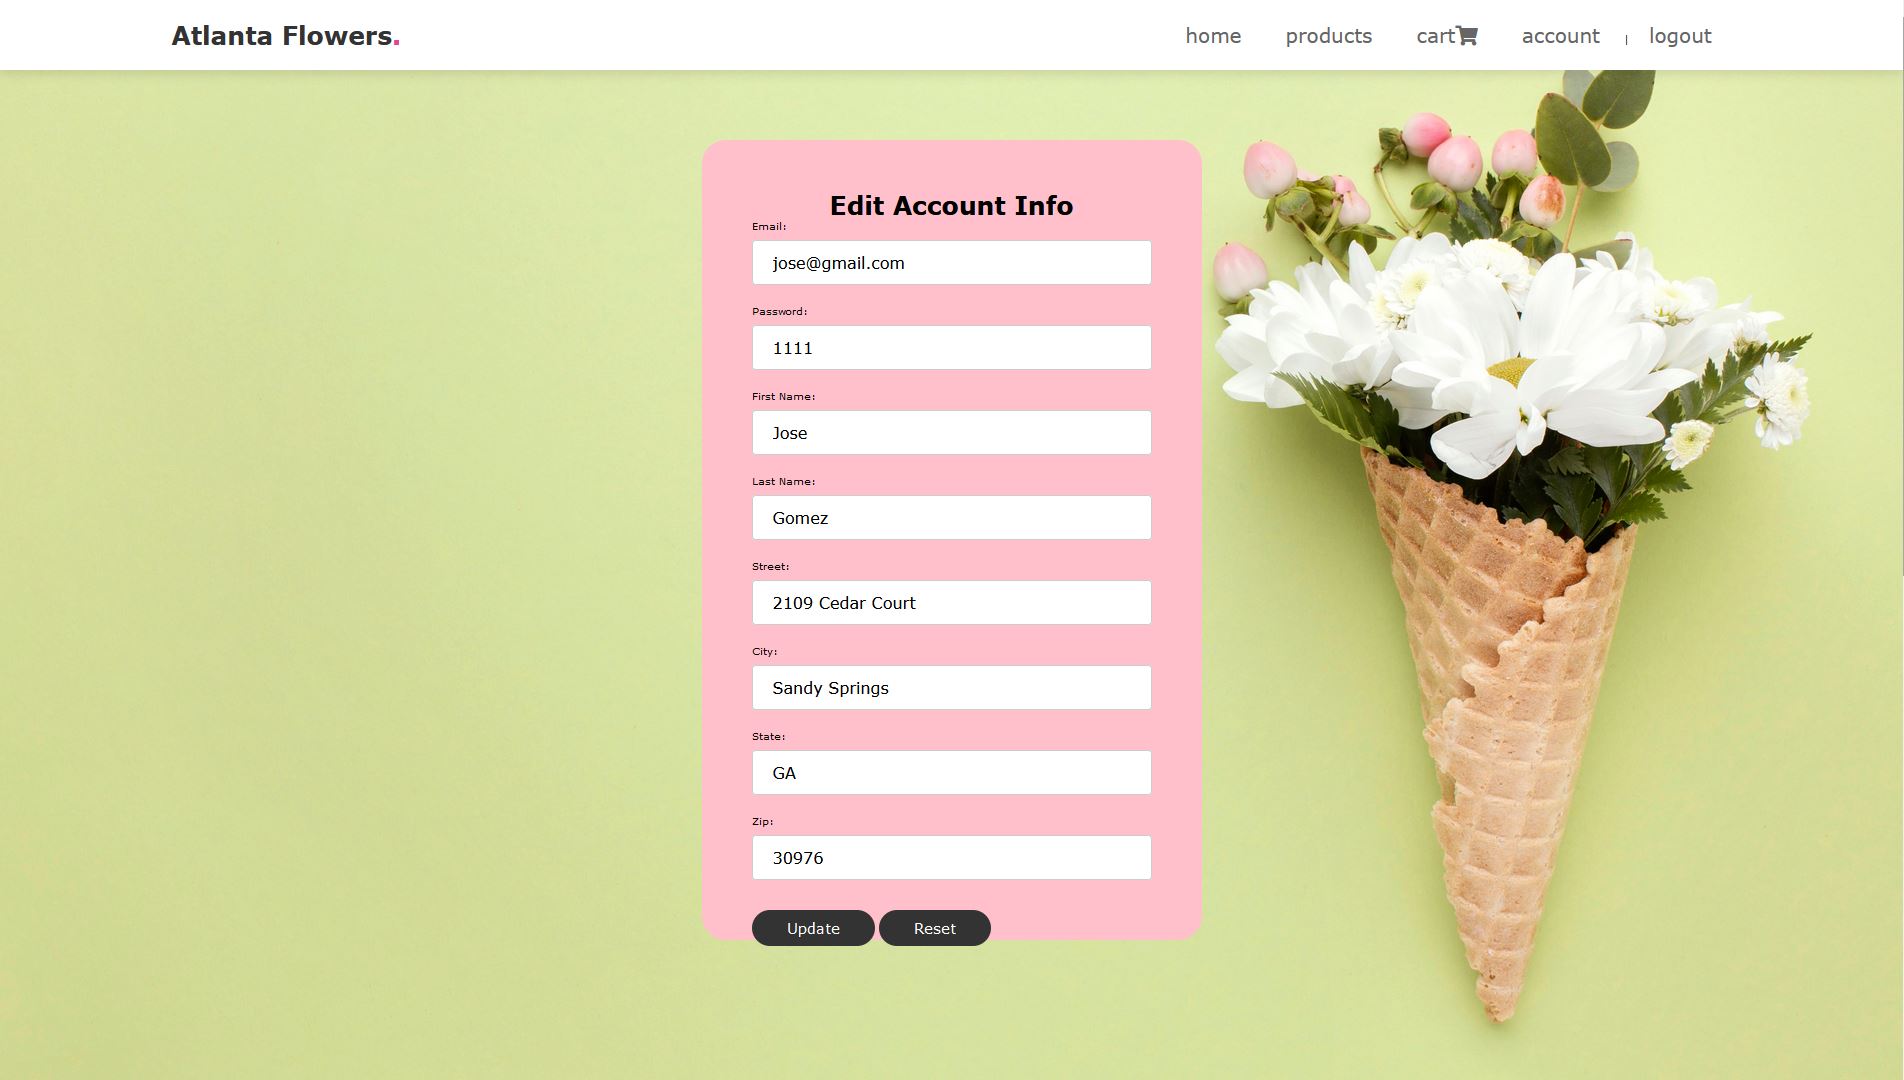 Atlanta Flowers.
home products cart account | logout
Edit Account Info
Email:
jose@gmail.com
Password:
1111
First Name:
Jose
Last Name:
Gomez
Street:
2109 Cedar Court
City:
Sandy Springs
State:
GA
Zip:
30976
Update Reset